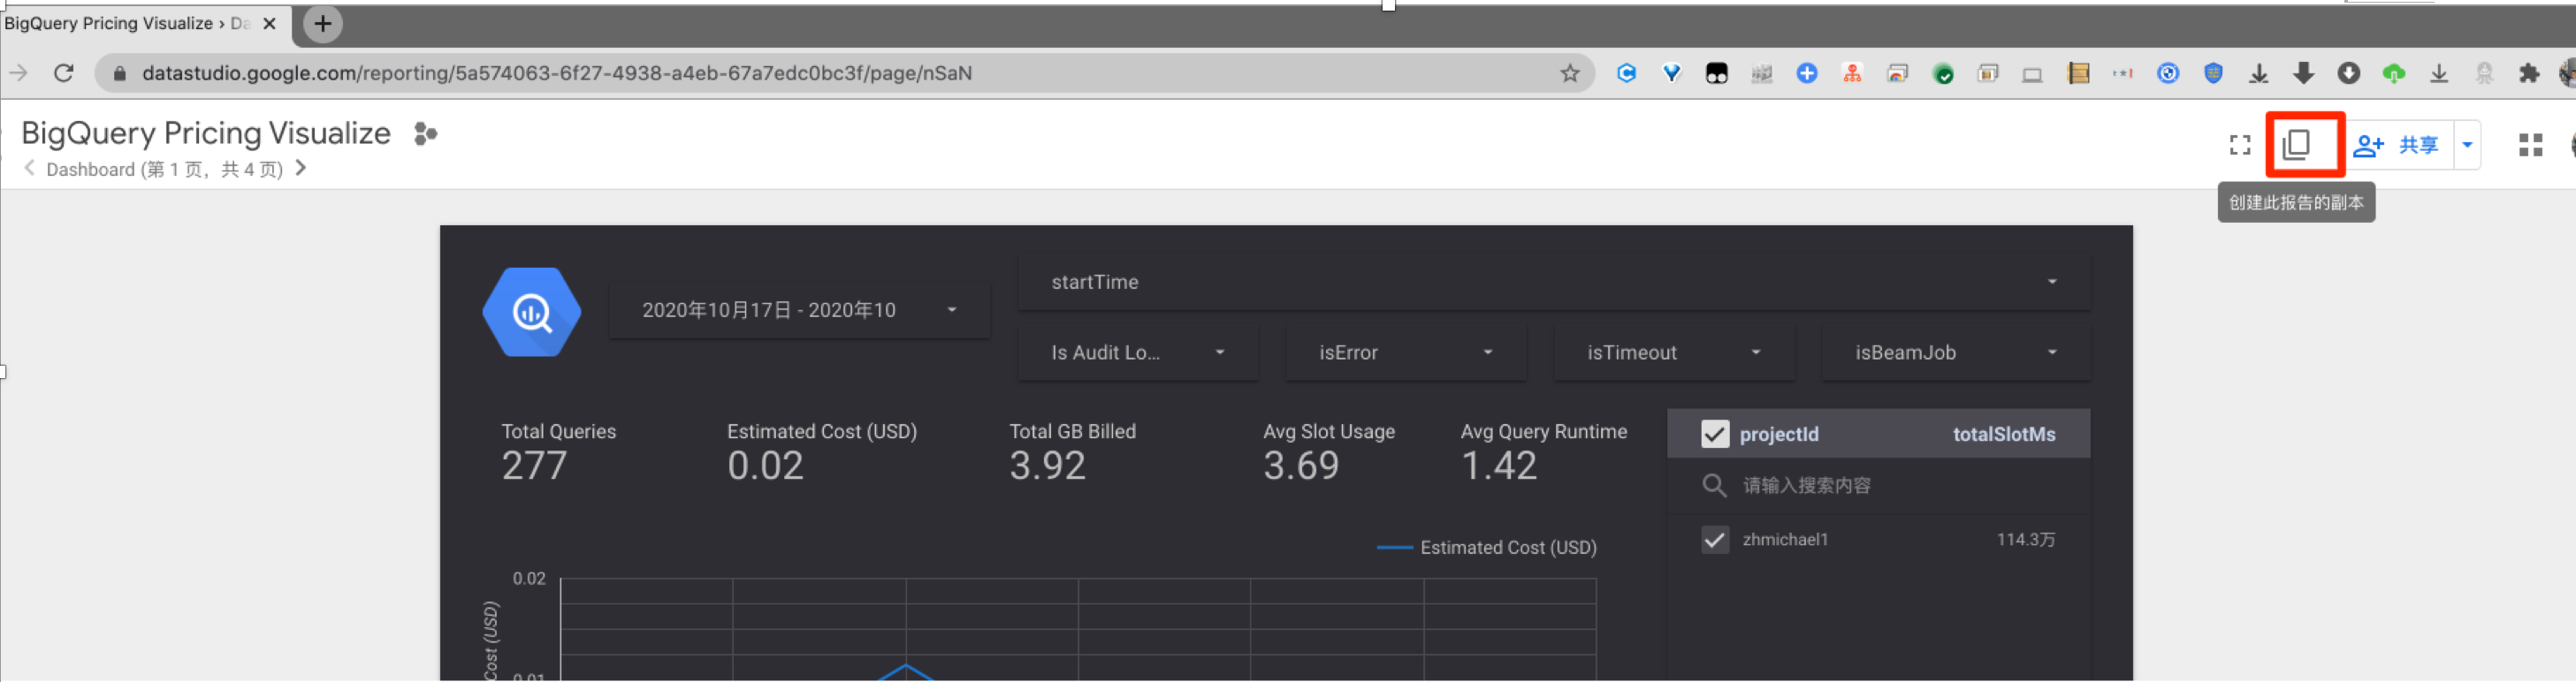 BigQuery Pricing Visualize › Da
datastudio.google.com/reporting/5a574063-6f27-4938-a4eb-67a7edc0bc3f/page/nSaN
BigQuery Pricing Visualize
Dashboard (第 1 页，共 4 页)
共享
创建此报告的副本
2020年10月17日 - 2020年10
startTime
Is Audit Lo...
isError
isTimeout
isBeamJob
Total Queries
277
Estimated Cost (USD)
0.02
Total GB Billed
3.92
Avg Slot Usage
3.69
Avg Query Runtime
1.42
projectId
totalSlotMs
请输入搜索内容
zhmichael1
114.3万
Estimated Cost (USD)
0.02
Cost (USD)
0.01